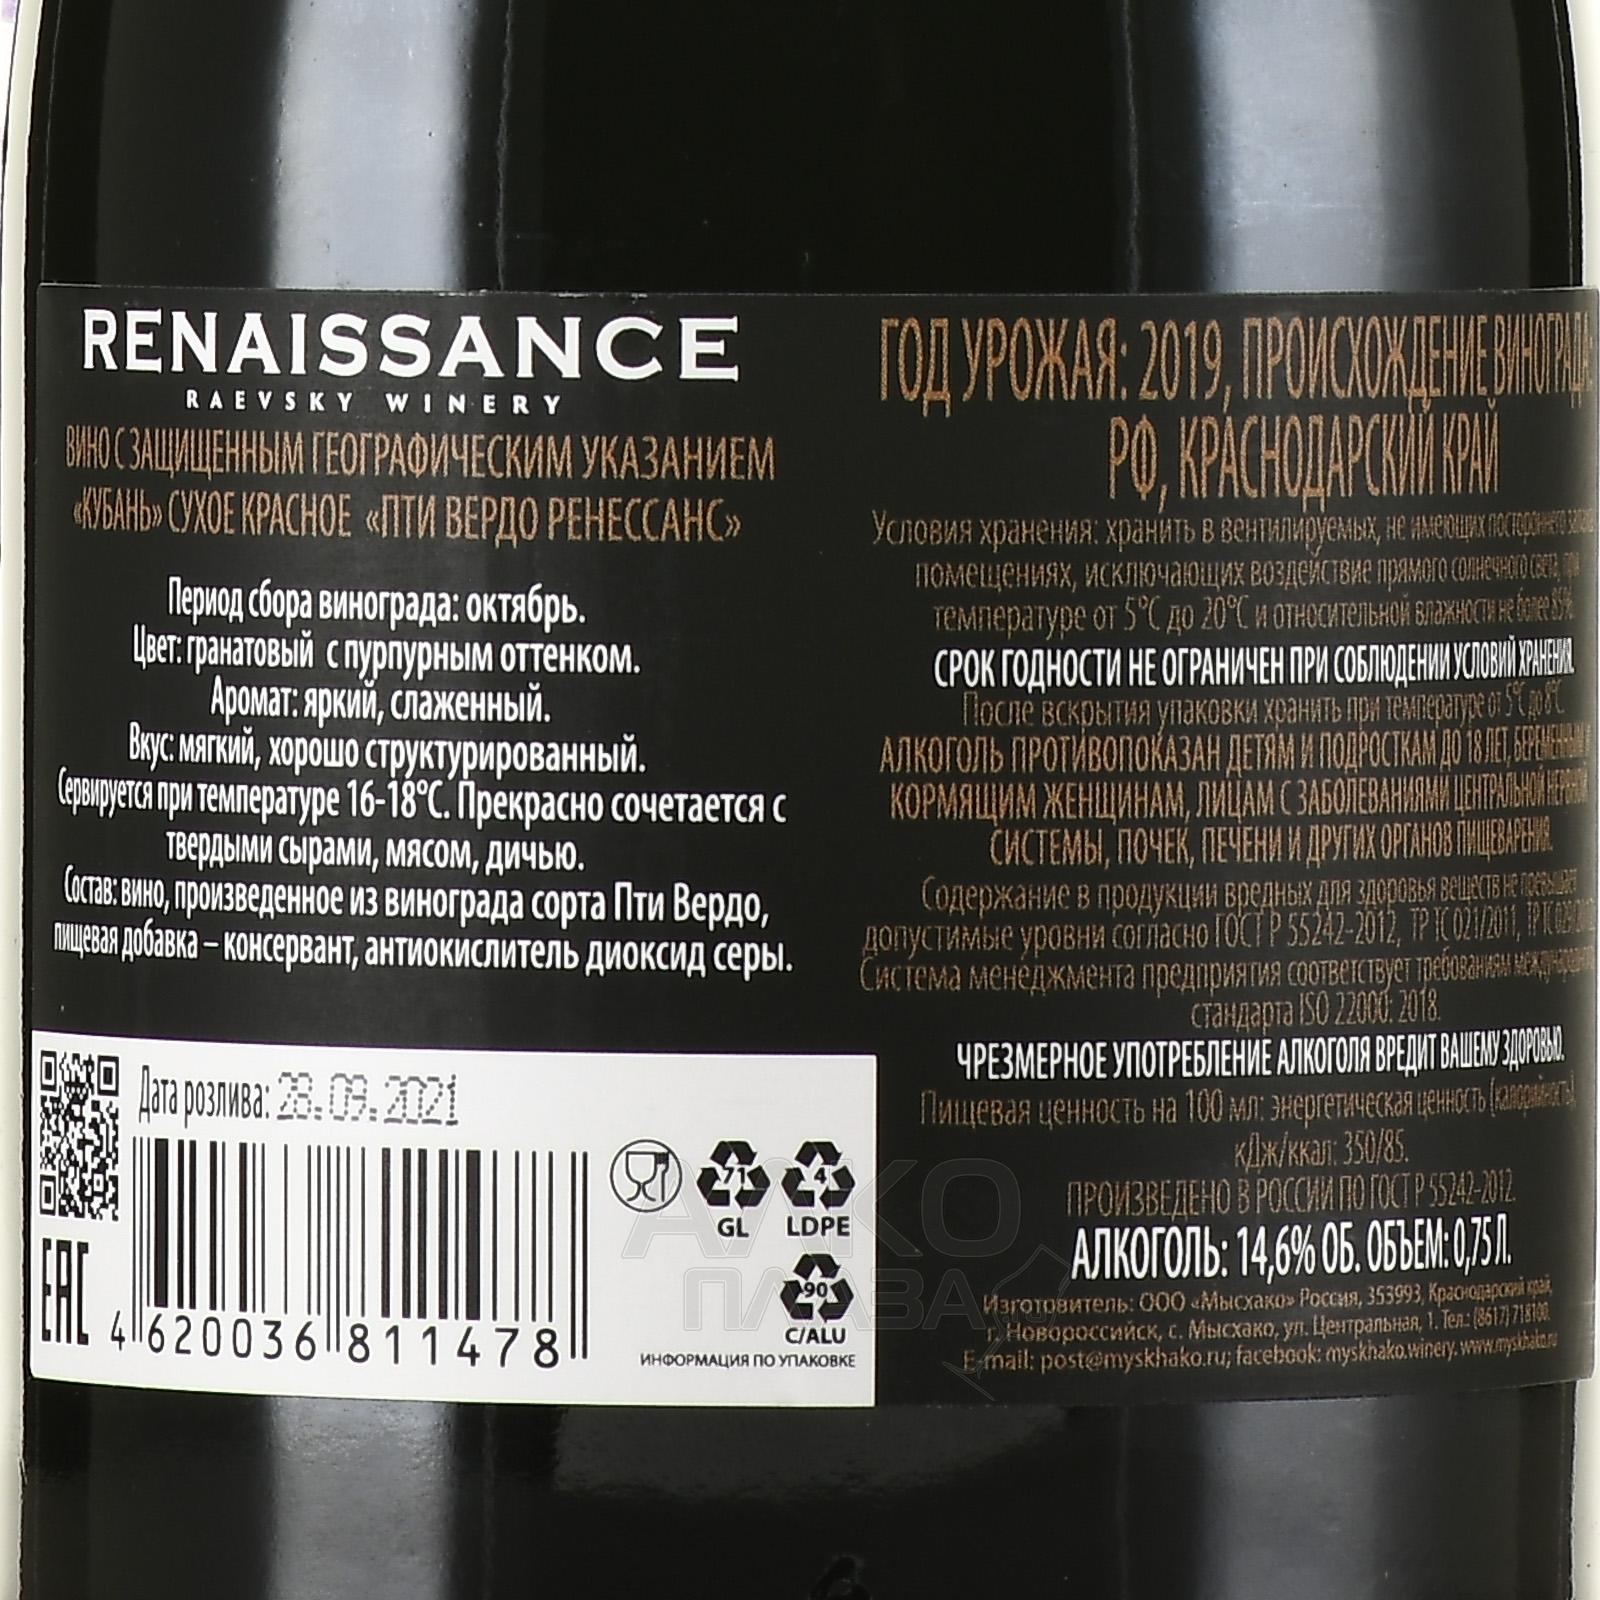 RENAISSANCE
RAEVSKY WINERY
ВИНО С ЗАЩИЩЕННЫМ ГЕОГРАФИЧЕСКИМ УКАЗАНИЕМ
«КУБАНЬ» СУХОЕ КРАСНОЕ «ПТИ ВЕРДО РЕНЕССАНС»
Период сбора винограда: октябрь.
Цвет: гранатовый с пурпурным оттенком.
Аромат: яркий, слаженный.
Вкус: мягкий, хорошо структурированный.
Сервируется при температуре 16-18°С. Прекрасно сочетается с
твердыми сырами, мясом, дичью.
Состав: вино, произведенное из винограда сорта Пти Вердо,
пищевая добавка – консервант, антиокислитель диоксид серы.
Дата розлива: 28.09.2021
71
GL
4
LDPE
90
C/ALU
EAC
4 620036 811478
ИНФОРМАЦИЯ ПО УПАКОВКЕ
ГОД УРОЖАЯ: 2019, ПРОИСХОЖДЕНИЕ ВИНОГРАДА:
РФ, КРАСНОДАРСКИЙ КРАЙ
Условия хранения: хранить в вентилируемых, не имеющих постороннего запаха
помещениях, исключающих воздействие прямого солнечного света, при
температуре от 5°С до 20°С и относительной влажности не более 85%.
СРОК ГОДНОСТИ НЕ ОГРАНИЧЕН ПРИ СОБЛЮДЕНИИ УСЛОВИЙ ХРАНЕНИЯ.
После вскрытия упаковки хранить при температуре от 5°С до 8°С.
АЛКОГОЛЬ ПРОТИВОПОКАЗАН ДЕТЯМ И ПОДРОСТКАМ ДО 18 ЛЕТ, БЕРЕМЕННЫМ И
КОРМЯЩИМ ЖЕНЩИНАМ, ЛИЦАМ С ЗАБОЛЕВАНИЯМИ ЦЕНТРАЛЬНОЙ НЕРВНОЙ
СИСТЕМЫ, ПОЧЕК, ПЕЧЕНИ И ДРУГИХ ОРГАНОВ ПИЩЕВАРЕНИЯ.
Содержание в продукции вредных для здоровья веществ не превышает
допустимые уровни согласно ГОСТ Р 55242-2012, ТР ТС 021/2011, ТР ТС
Система менеджмента предприятия соответствует требованиям международного
стандарта ISO 22000: 2018.
ЧРЕЗМЕРНОЕ УПОТРЕБЛЕНИЕ АЛКОГОЛЯ ВРЕДИТ ВАШЕМУ ЗДОРОВЬЮ.
Пищевая ценность на 100 мл: энергетическая ценность (калорийность),
кДж/ккал: 350/85.
ПРОИЗВЕДЕНО В РОССИИ ПО ГОСТ Р 55242-2012.
АЛКОГОЛЬ: 14,6% ОБ. ОБЪЕМ: 0,75 Л.
Изготовитель: ООО «Мысхако» Россия, 353993, Краснодарский край,
г. Новороссийск, с. Мысхако, ул. Центральная, 1. Тел.: (8617) 718100.
E-mail: post@myskhako.ru; facebook: myskhako.winery. www.myskhako.ru
АЛКО
ПЛАЗА